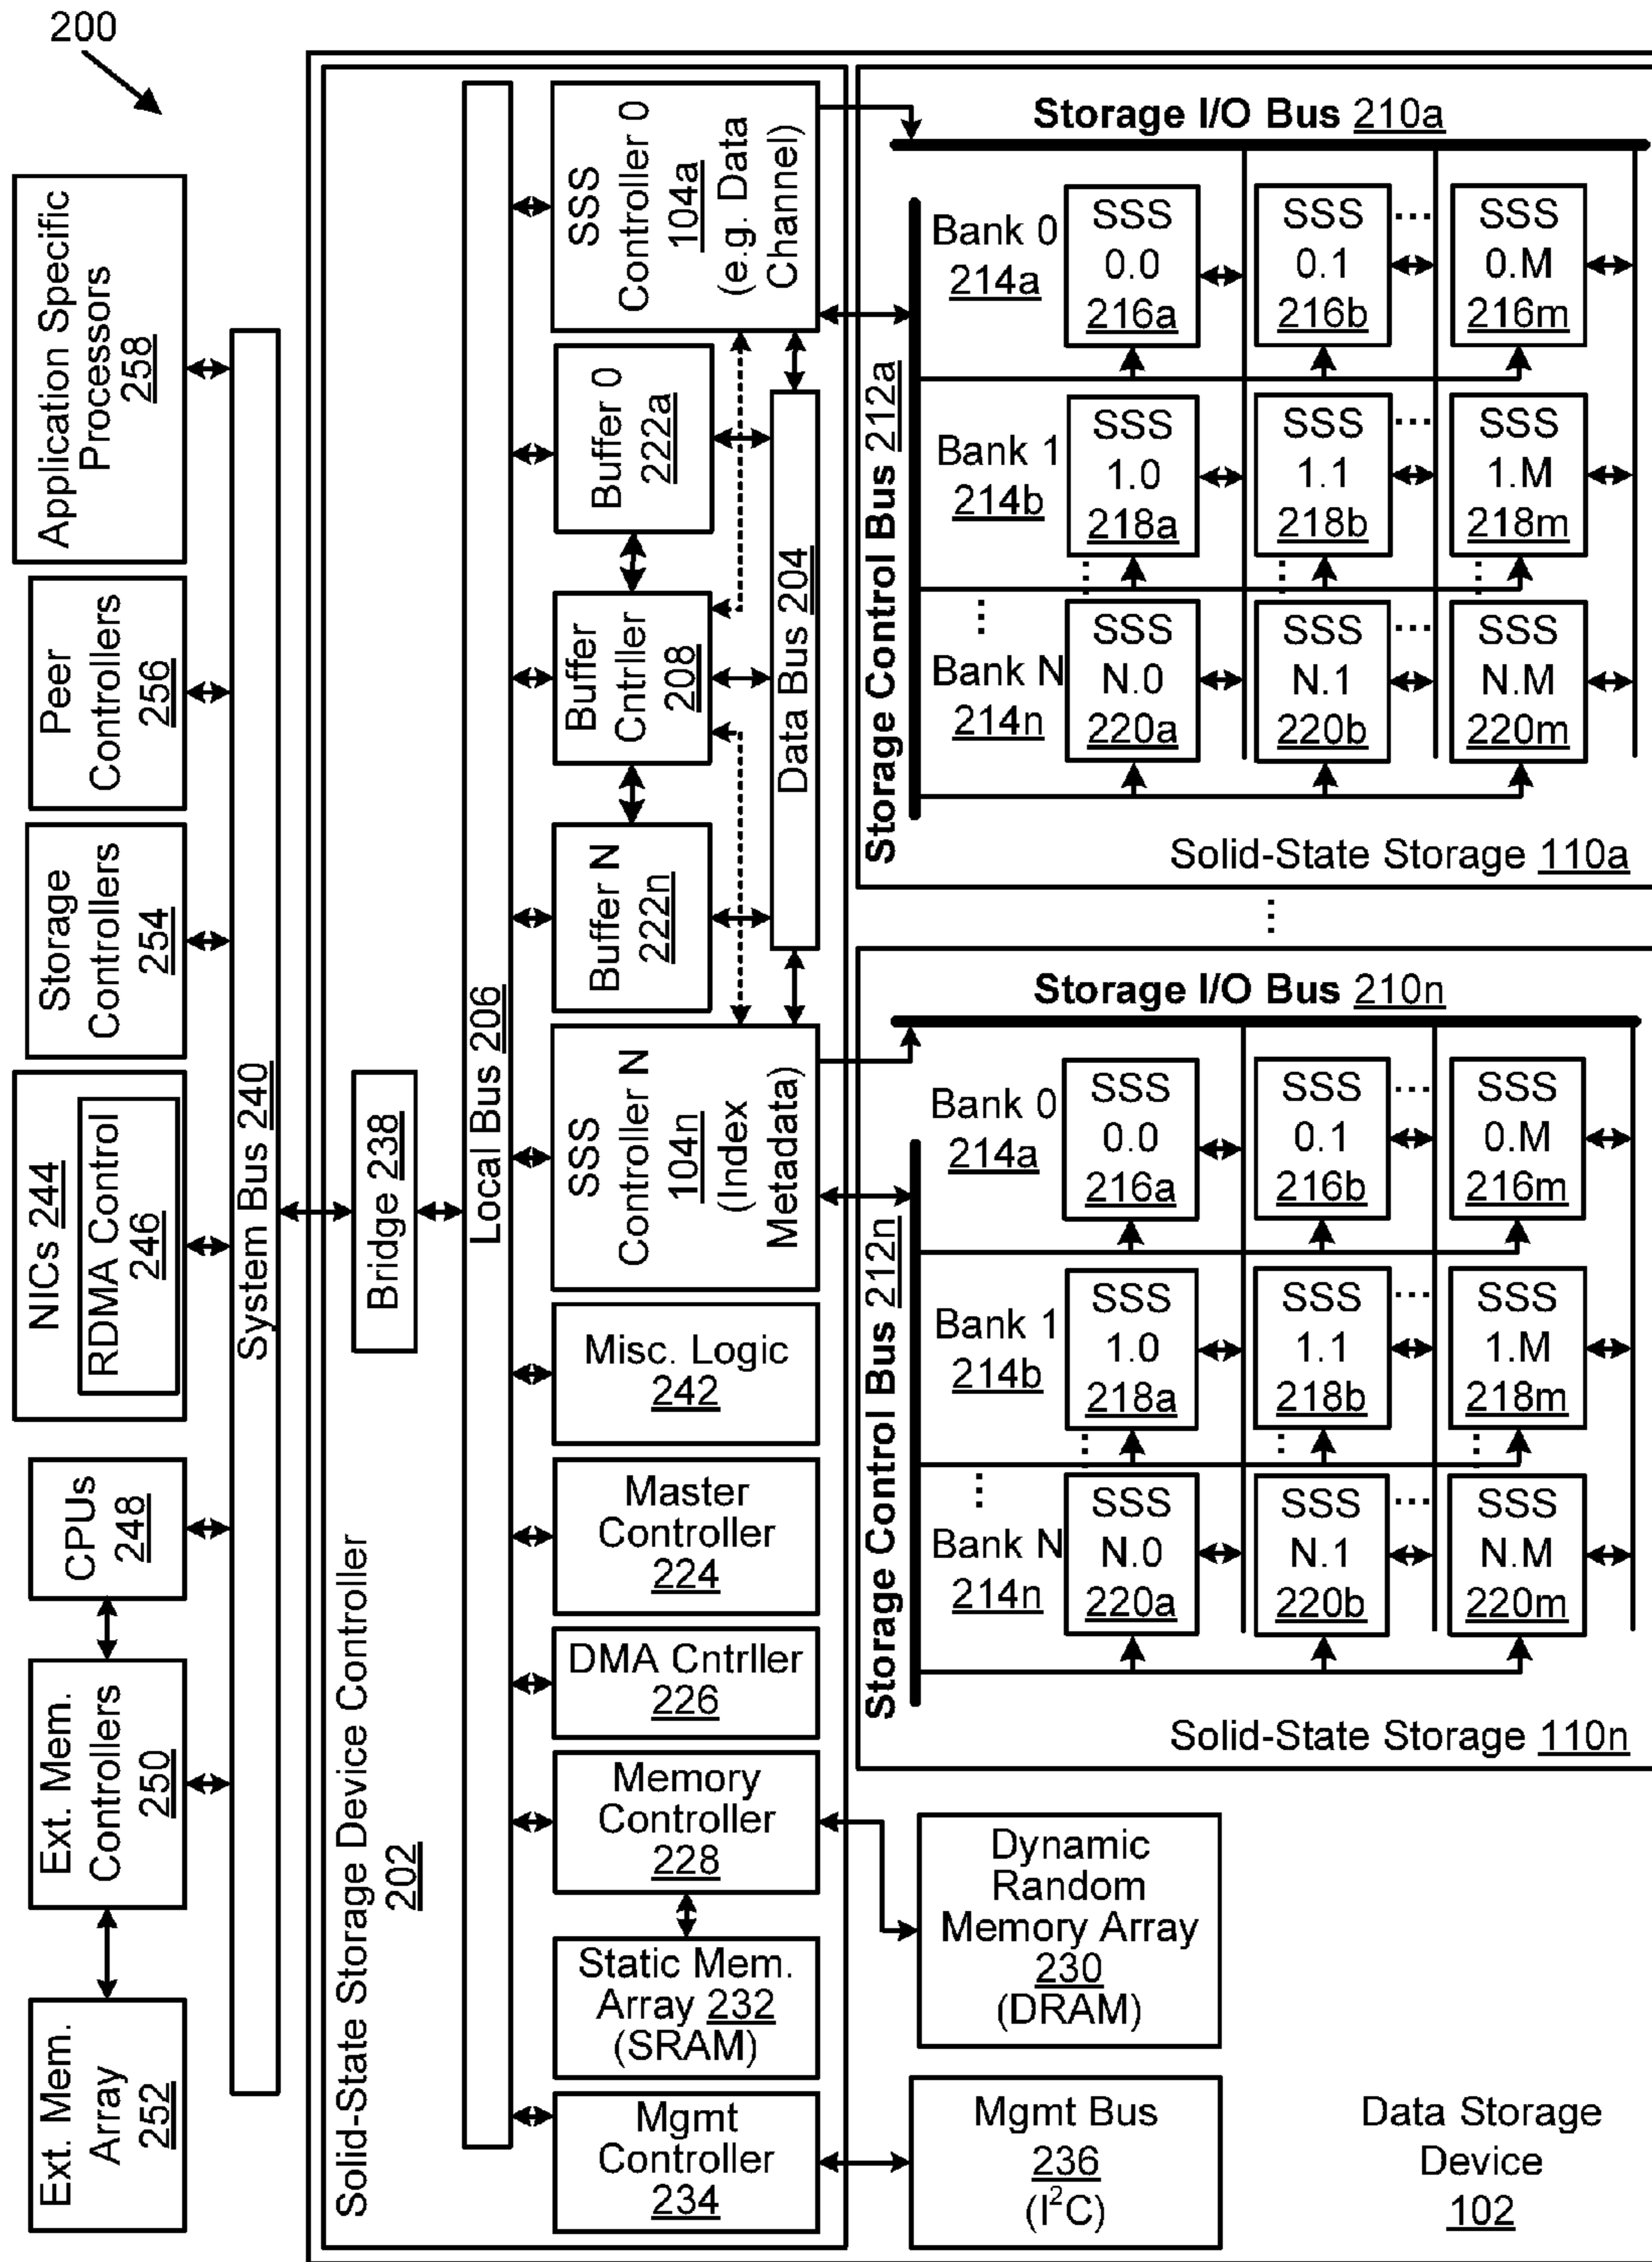 200
Application Specific
Processors
258
Peer
Controllers
256
Storage
Controllers
254
NICs 244
RDMA Control
246
CPUs
248
Ext. Mem.
Controllers
250
Ext. Mem.
Array
252
System Bus 240
Bridge 238
Solid-State Storage Device Controller
202
Local Bus 206
SSS
Controller 0
104a
(e.g. Data
Channel)
Buffer 0
222a
Buffer
Cntrller
208
Buffer N
222n
Data Bus 204
SSS
Controller N
104n
(Index
Metadata)
Misc. Logic
242
Master
Controller
224
DMA Cntrller
226
Memory
Controller
228
Static Mem.
Array 232
(SRAM)
Mgmt
Controller
234
Storage I/O Bus 210a
Storage Control Bus 212a
Bank 0
214a
SSS
0.0
216a
SSS
0.1
216b
...
SSS
0.M
216m
Bank 1
214b
SSS
1.0
218a
SSS
1.1
218b
...
SSS
1.M
218m
...
...
...
...
Bank N
214n
SSS
N.0
220a
SSS
N.1
220b
...
SSS
N.M
220m
Solid-State Storage 110a
...
Storage I/O Bus 210n
Storage Control Bus 212n
Bank 0
214a
SSS
0.0
216a
SSS
0.1
216b
...
SSS
0.M
216m
Bank 1
214b
SSS
1.0
218a
SSS
1.1
218b
...
SSS
1.M
218m
...
...
...
...
Bank N
214n
SSS
N.0
220a
SSS
N.1
220b
...
SSS
N.M
220m
Solid-State Storage 110n
Dynamic
Random
Memory Array
230
(DRAM)
Mgmt Bus
236
(I²C)
Data Storage
Device
102